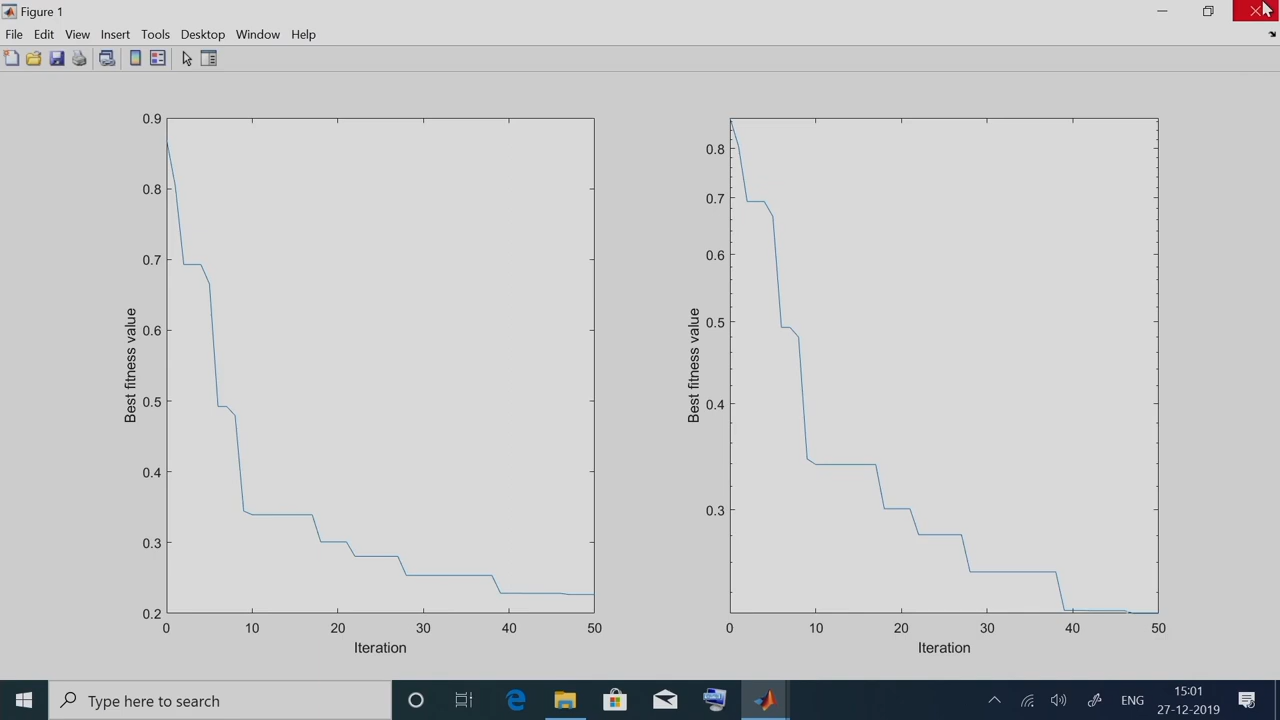 Figure 1
File Edit View Insert Tools Desktop Window Help
0.9
0.8
0.7
0.6
0.5
0.4
0.3
0.2
Best fitness value
0 10 20 30 40 50
Iteration
0.8
0.7
0.6
0.5
0.4
0.3
Best fitness value
0 10 20 30 40 50
Iteration
Type here to search
ENG
15:01
27-12-2019